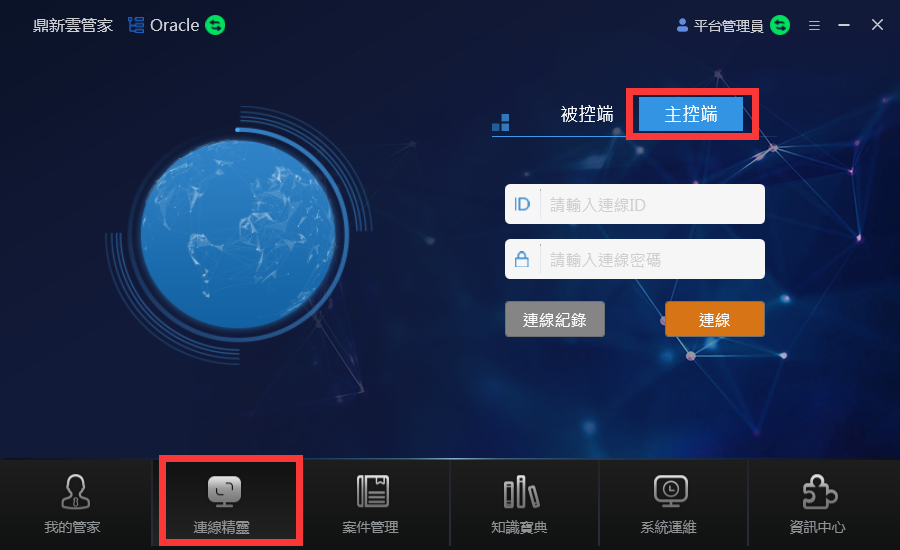 鼎新雲管家 Oracle 平台管理員
被控端 主控端
ID 請輸入連線ID
請輸入連線密碼
連線紀錄 連線
我的管家 連線精靈 案件管理 知識寶典 系統運維 資訊中心